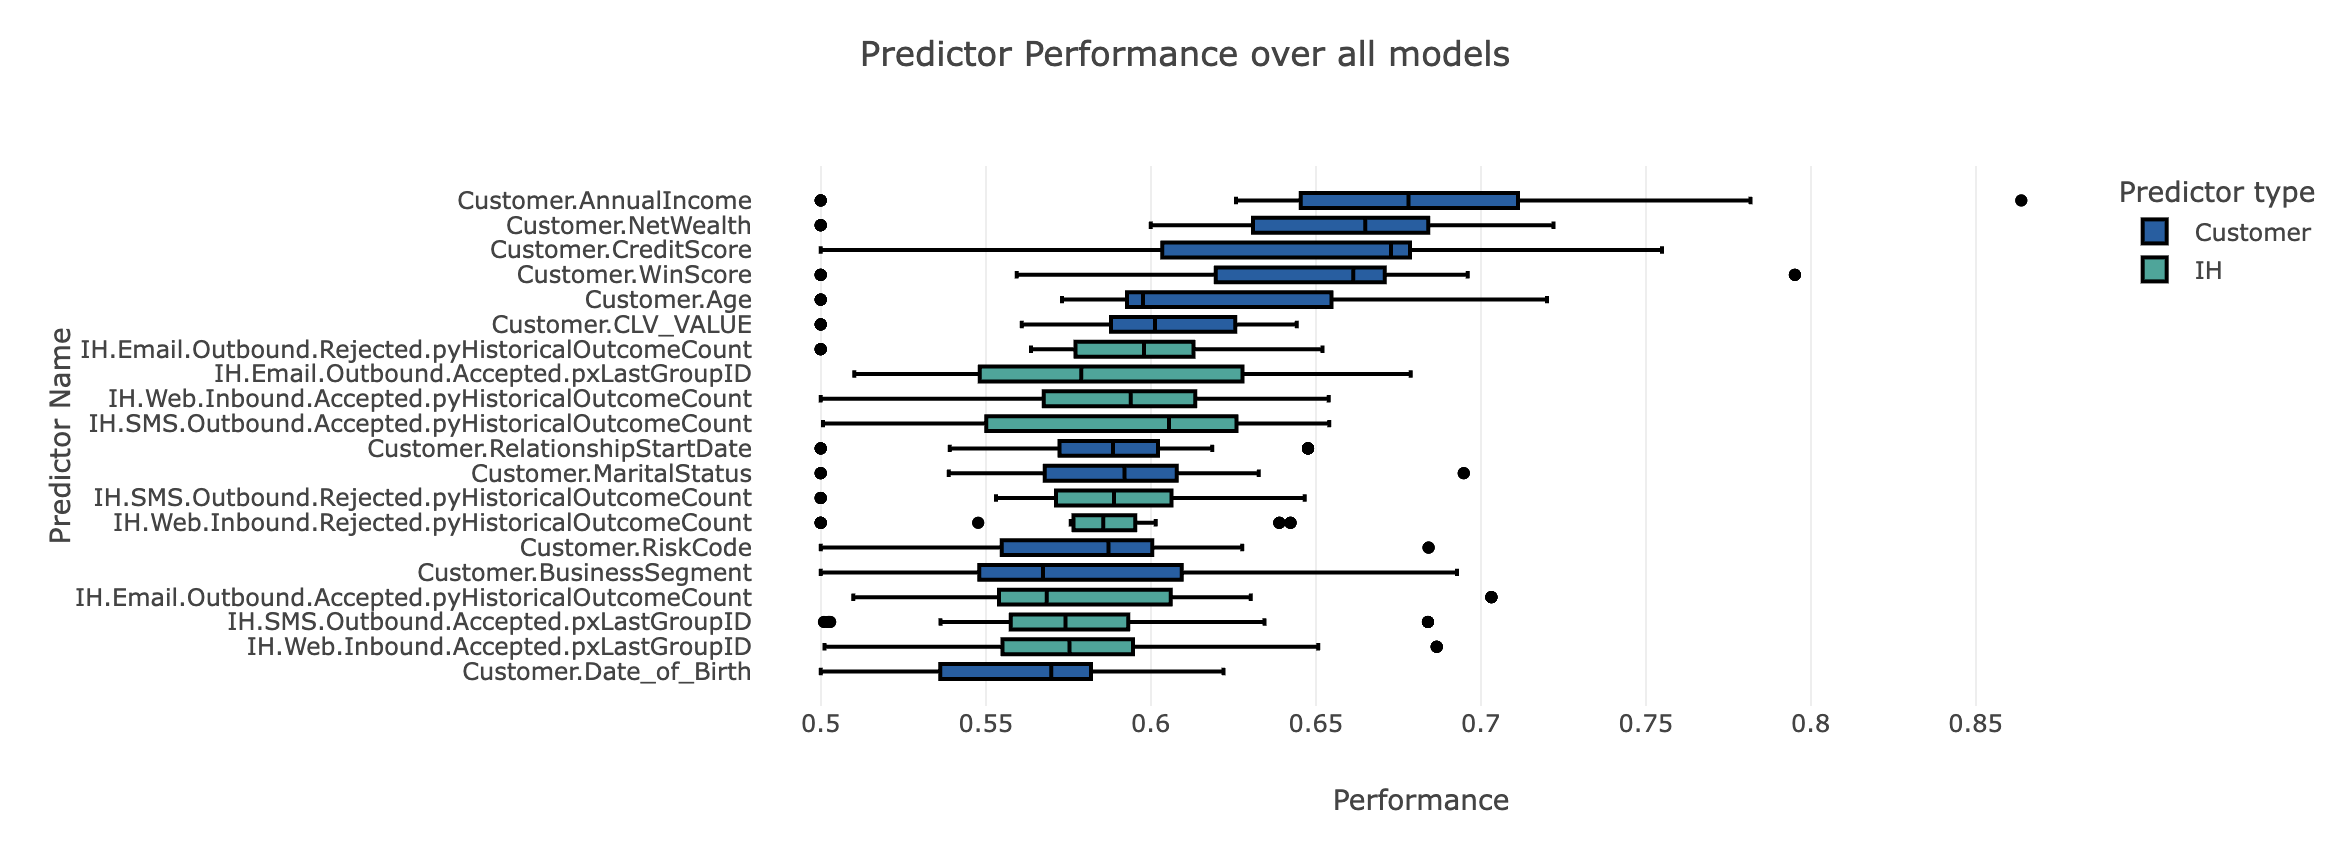 Predictor Performance over all models
Predictor Name
Customer.AnnualIncome
Customer.NetWealth
Customer.CreditScore
Customer.WinScore
Customer.Age
Customer.CLV_VALUE
IH.Email.Outbound.Rejected.pyHistoricalOutcomeCount
IH.Email.Outbound.Accepted.pxLastGroupID
IH.Web.Inbound.Accepted.pyHistoricalOutcomeCount
IH.SMS.Outbound.Accepted.pyHistoricalOutcomeCount
Customer.RelationshipStartDate
Customer.MaritalStatus
IH.SMS.Outbound.Rejected.pyHistoricalOutcomeCount
IH.Web.Inbound.Rejected.pyHistoricalOutcomeCount
Customer.RiskCode
Customer.BusinessSegment
IH.Email.Outbound.Accepted.pyHistoricalOutcomeCount
IH.SMS.Outbound.Accepted.pxLastGroupID
IH.Web.Inbound.Accepted.pxLastGroupID
Customer.Date_of_Birth
0.5 0.55 0.6 0.65 0.7 0.75 0.8 0.85
Performance
Predictor type
Customer
IH